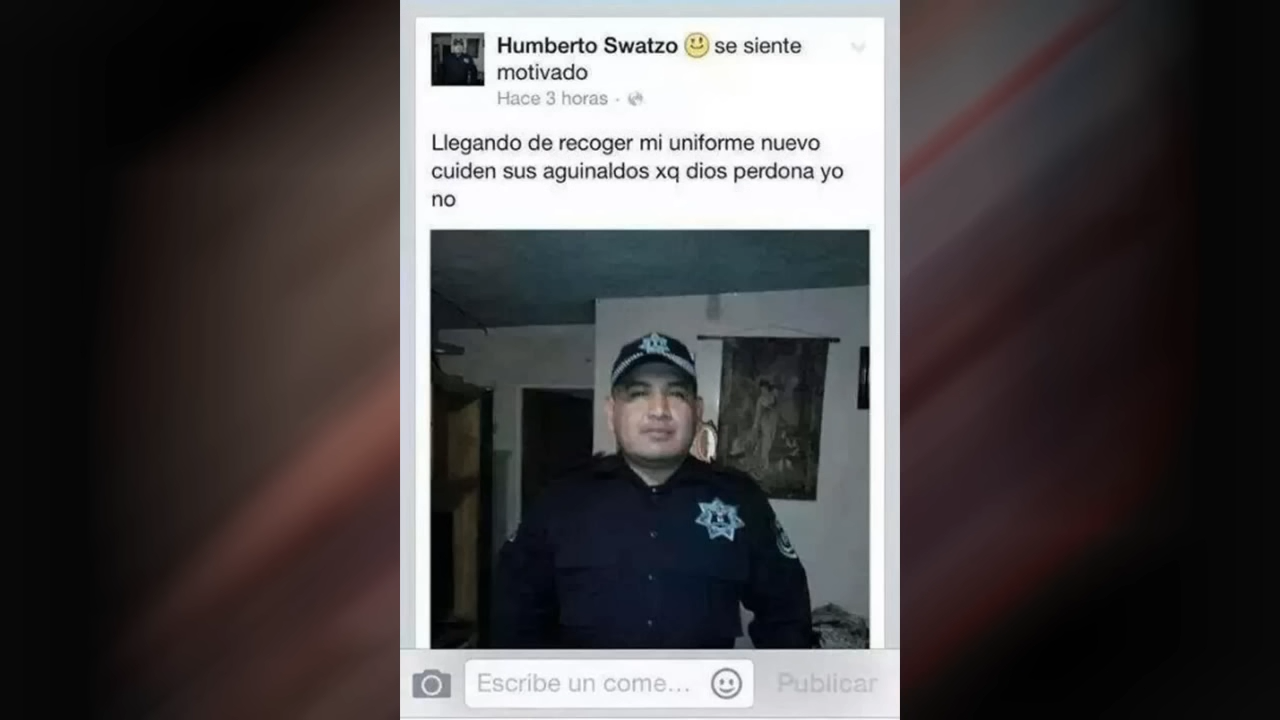 Humberto Swatzo se siente
motivado
Hace 3 horas ·
Llegando de recoger mi uniforme nuevo
cuiden sus aguinaldos xq dios perdona yo
no
Escribe un come...
Publicar